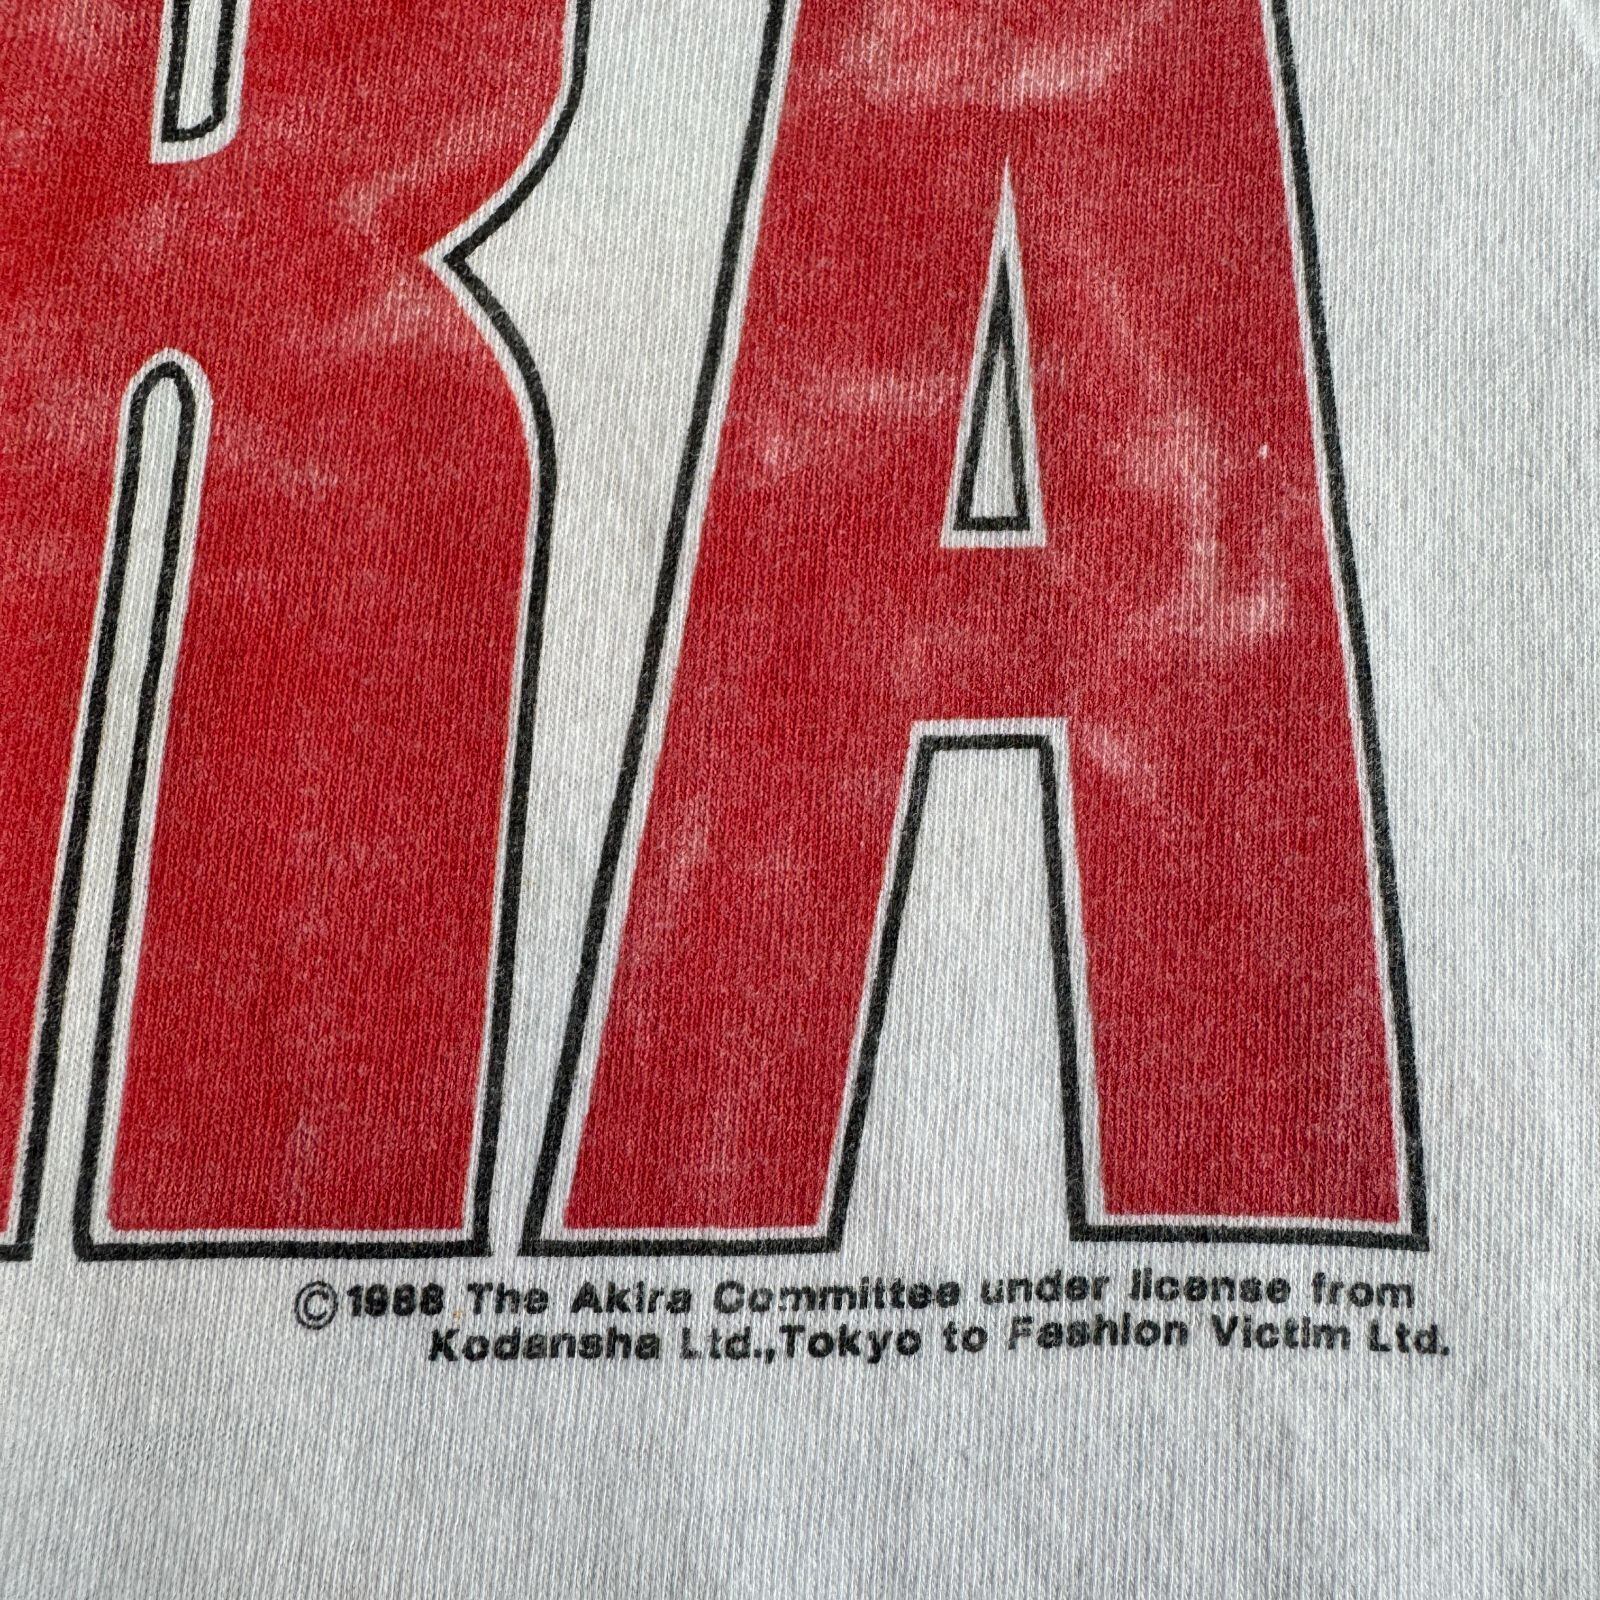 RA
©1988 The Akira Committee under license from
Kodansha Ltd.,Tokyo to Fashion Victim Ltd.